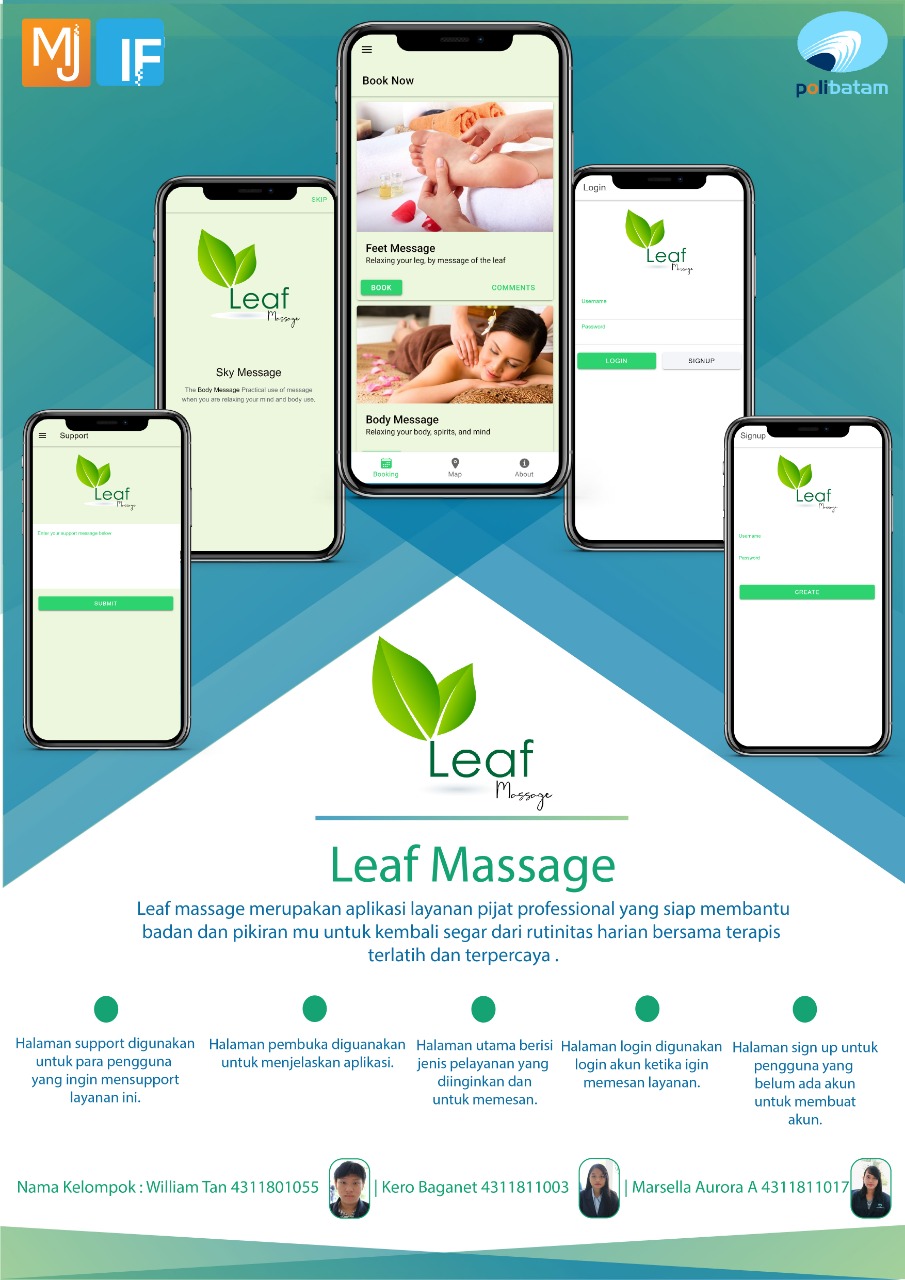 MJ IF
polibatam
Book Now
Feet Message
Relaxing your leg, by message of the leaf
BOOK COMMENTS
Body Message
Relaxing your body, spirits, and mind
Booking Map About
SKIP
Leaf
Massage
Sky Message
The Body Message Practical use of message
when you are relaxing your mind and body use.
Login
Leaf
Massage
Username
Password
LOGIN SIGNUP
Support
Leaf
Massage
Enter your support message below
SUBMIT
Signup
Leaf
Massage
Username
Password
CREATE
Leaf
Massage
Leaf Massage
Leaf massage merupakan aplikasi layanan pijat professional yang siap membantu
badan dan pikiran mu untuk kembali segar dari rutinitas harian bersama terapis
terlatih dan terpercaya .
Halaman support digunakan
untuk para pengguna
yang ingin mensupport
layanan ini.
Halaman pembuka diguanakan
untuk menjelaskan aplikasi.
Halaman utama berisi
jenis pelayanan yang
diinginkan dan
untuk memesan.
Halaman login digunakan
login akun ketika igin
memesan layanan.
Halaman sign up untuk
pengguna yang
belum ada akun
untuk membuat
akun.
Nama Kelompok : William Tan 4311801055 | Kero Baganet 4311811003 | Marsella Aurora A 4311811017